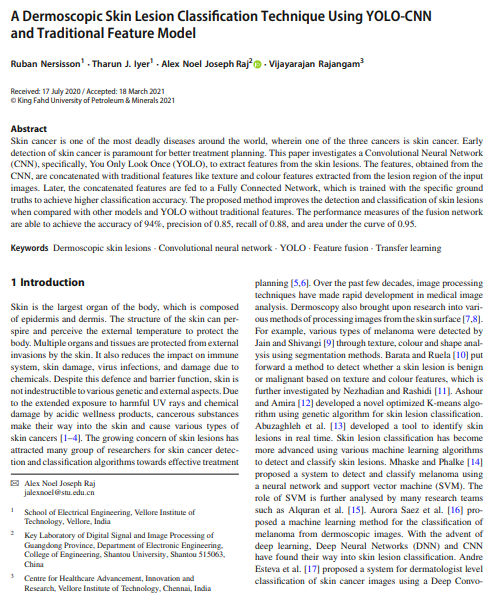 A Dermoscopic Skin Lesion Classification Technique Using YOLO-CNN
and Traditional Feature Model
Ruban Nersisson¹ · Tharun J. Iyer¹ · Alex Noel Joseph Raj² · Vijayarajan Rajangam³
Received: 17 July 2020 / Accepted: 18 March 2021
© King Fahd University of Petroleum & Minerals 2021
Abstract
Skin cancer is one of the most deadly diseases around the world, wherein one of the three cancers is skin cancer. Early
detection of skin cancer is paramount for better treatment planning. This paper investigates a Convolutional Neural Network
(CNN), specifically, You Only Look Once (YOLO), to extract features from the skin lesions. The features, obtained from the
CNN, are concatenated with traditional features like texture and colour features extracted from the lesion region of the input
images. Later, the concatenated features are fed to a Fully Connected Network, which is trained with the specific ground
truths to achieve higher classification accuracy. The proposed method improves the detection and classification of skin lesions
when compared with other models and YOLO without traditional features. The performance measures of the fusion network
are able to achieve the accuracy of 94%, precision of 0.85, recall of 0.88, and area under the curve of 0.95.
Keywords Dermoscopic skin lesions · Convolutional neural network · YOLO · Feature fusion · Transfer learning
1 Introduction
Skin is the largest organ of the body, which is composed
of epidermis and dermis. The structure of the skin can per-
spire and perceive the external temperature to protect the
body. Multiple organs and tissues are protected from external
invasions by the skin. It also reduces the impact on immune
system, skin damage, virus infections, and damage due to
chemicals. Despite this defence and barrier function, skin is
not indestructible to various genetic and external aspects. Due
to the extended exposure to harmful UV rays and chemical
damage by acidic wellness products, cancerous substances
make their way into the skin and cause various types of
skin cancers [1–4]. The growing concern of skin lesions has
attracted many group of researchers for skin cancer detec-
tion and classification algorithms towards effective treatment
✉ Alex Noel Joseph Raj
jalexnoel@stu.edu.cn
1 School of Electrical Engineering, Vellore Institute of
Technology, Vellore, India
2 Key Laboratory of Digital Signal and Image Processing of
Guangdong Province, Department of Electronic Engineering,
College of Engineering, Shantou University, Shantou 515063,
China
3 Centre for Healthcare Advancement, Innovation and
Research, Vellore Institute of Technology, Chennai, India
planning [5,6]. Over the past few decades, image processing
techniques have made rapid development in medical image
analysis. Dermoscopy also brought upon research into vari-
ous methods of processing images from the skin surface [7,8].
For example, various types of melanoma were detected by
Jain and Shivangi [9] through texture, colour and shape anal-
ysis using segmentation methods. Barata and Ruela [10] put
forward a method to detect whether a skin lesion is benign
or malignant based on texture and colour features, which is
further investigated by Nezhadian and Rashidi [11]. Ashour
and Amira [12] developed a novel optimized K-means algo-
rithm using genetic algorithm for skin lesion classification.
Abuzaghleh et al. [13] developed a tool to identify skin
lesions in real time. Skin lesion classification has become
more advanced using various machine learning algorithms
to detect and classify skin lesions. Mhaske and Phalke [14]
proposed a system to detect and classify melanoma using
a neural network and support vector machine (SVM). The
role of SVM is further analysed by many research teams
such as Alquran et al. [15]. Aurora Saez et al. [16] pro-
posed a machine learning method for the classification of
melanoma from dermoscopic images. With the advent of
deep learning, Deep Neural Networks (DNN) and CNN
have found their way into skin lesion classification. Andre
Esteva et al. [17] proposed a system for dermatologist level
classification of skin cancer images using a Deep Convo-